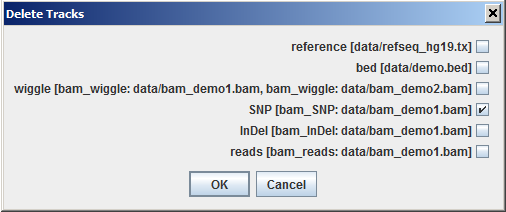 Delete Tracks
reference [data/refseq_hg19.tx]
bed [data/demo.bed]
wiggle [bam_wiggle: data/bam_demo1.bam, bam_wiggle: data/bam_demo2.bam]
SNP [bam_SNP: data/bam_demo1.bam]
InDel [bam_InDel: data/bam_demo1.bam]
reads [bam_reads: data/bam_demo1.bam]
OK Cancel